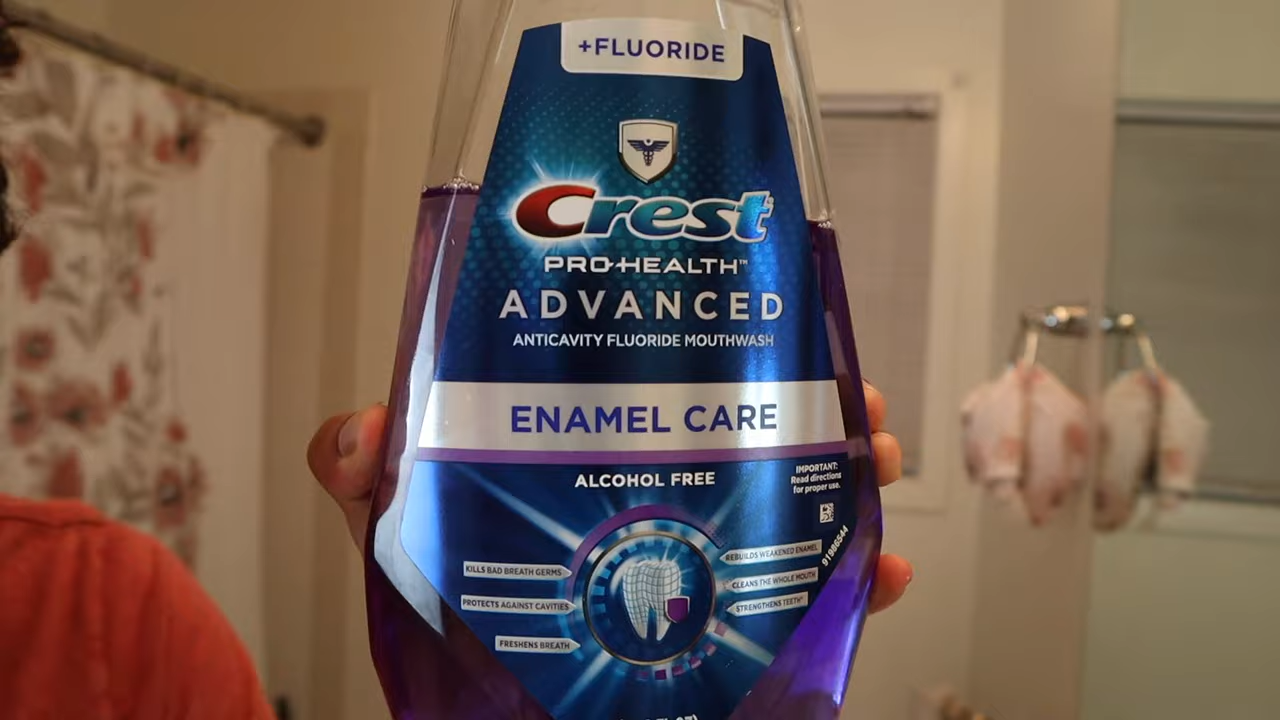 +FLUORIDE
Crest
PRO-HEALTH™
ADVANCED
ANTICAVITY FLUORIDE MOUTHWASH
ENAMEL CARE
ALCOHOL FREE
IMPORTANT:
Read directions
for proper use.
91986544
KILLS BAD BREATH GERMS
PROTECTS AGAINST CAVITIES
FRESHENS BREATH
REBUILDS WEAKENED ENAMEL
CLEANS THE WHOLE MOUTH
STRENGTHENS TEETH*